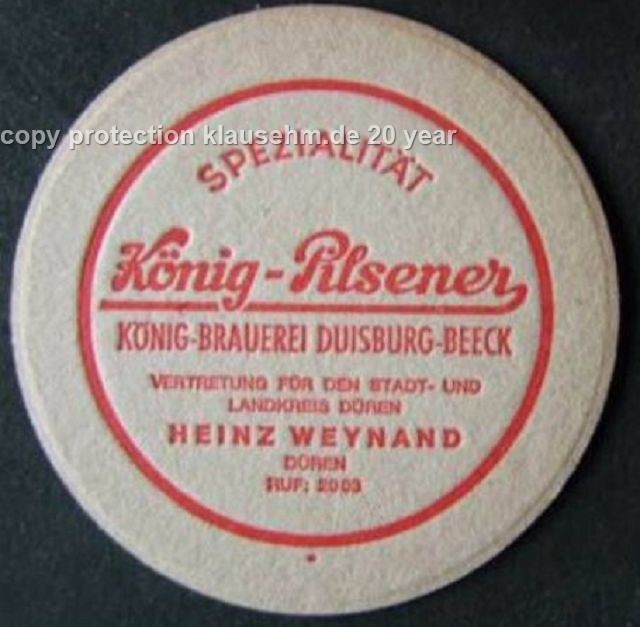 copy protection klausehm.de 20 year
SPEZIALITÄT
König-Pilsener
KÖNIG-BRAUEREI DUISBURG-BEECK
VERTRETUNG FÜR DEN STADT- UND
LANDKREIS DÜREN
HEINZ WEYNAND
DÜREN
RUF: 2003